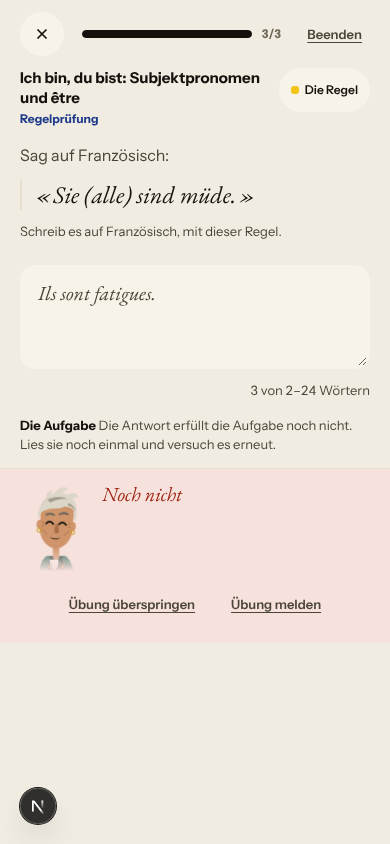 ✕ 3/3 Beenden
Ich bin, du bist: Subjektpronomen
und être
Die Regel
Regelprüfung
Sag auf Französisch:
« Sie (alle) sind müde. »
Schreib es auf Französisch, mit dieser Regel.
Ils sont fatigues.
3 von 2–24 Wörtern
Die Aufgabe Die Antwort erfüllt die Aufgabe noch nicht.
Lies sie noch einmal und versuch es erneut.
Noch nicht
Übung überspringen Übung melden
N